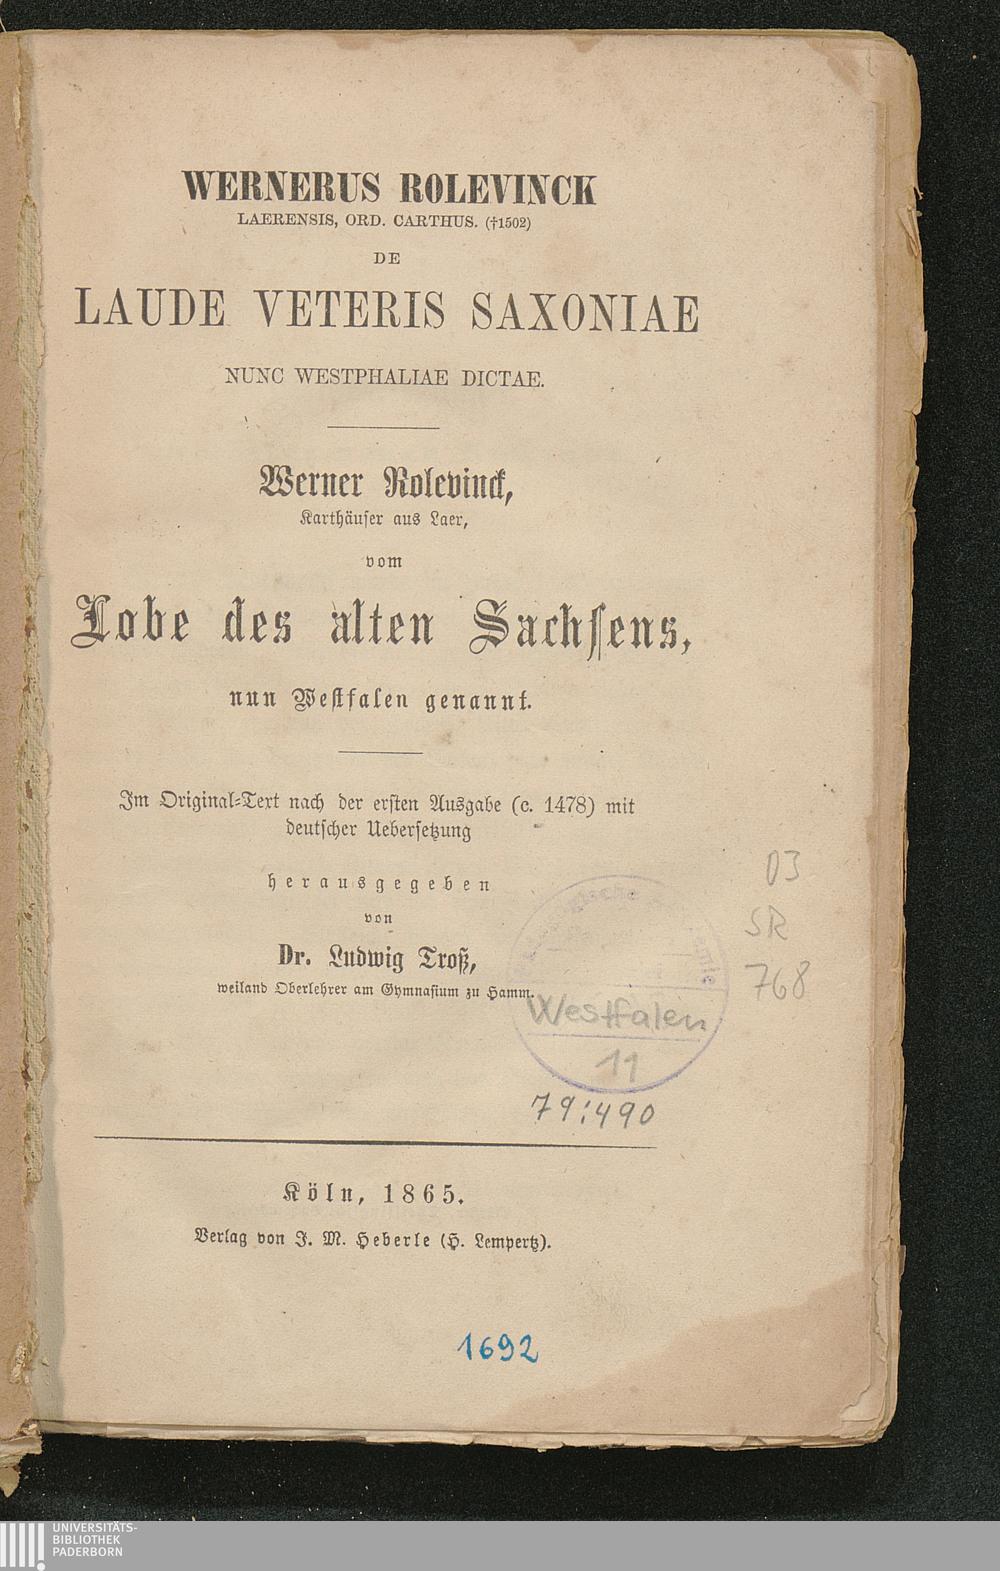 WERNERUS ROLEVINCK
LAERENSIS, ORD. CARTHUS. (†1502)
DE
LAUDE VETERIS SAXONIAE
NUNC WESTPHALIAE DICTAE.
Werner Rolevinck,
Karthäuser aus Laer,
vom
Lobe des alten Sachsens,
nun Westfalen genannt.
Im Original-Text nach der ersten Ausgabe (c. 1478) mit
deutscher Uebersetzung
herausgegeben
von
Dr. Ludwig Troß,
weiland Oberlehrer am Gymnasium zu Hamm.
03
SR
768
Westfalen
11
79:490
Köln, 1865.
Verlag von J. M. Heberle (H. Lempertz).
1692
UNIVERSITÄTS-
BIBLIOTHEK
PADERBORN